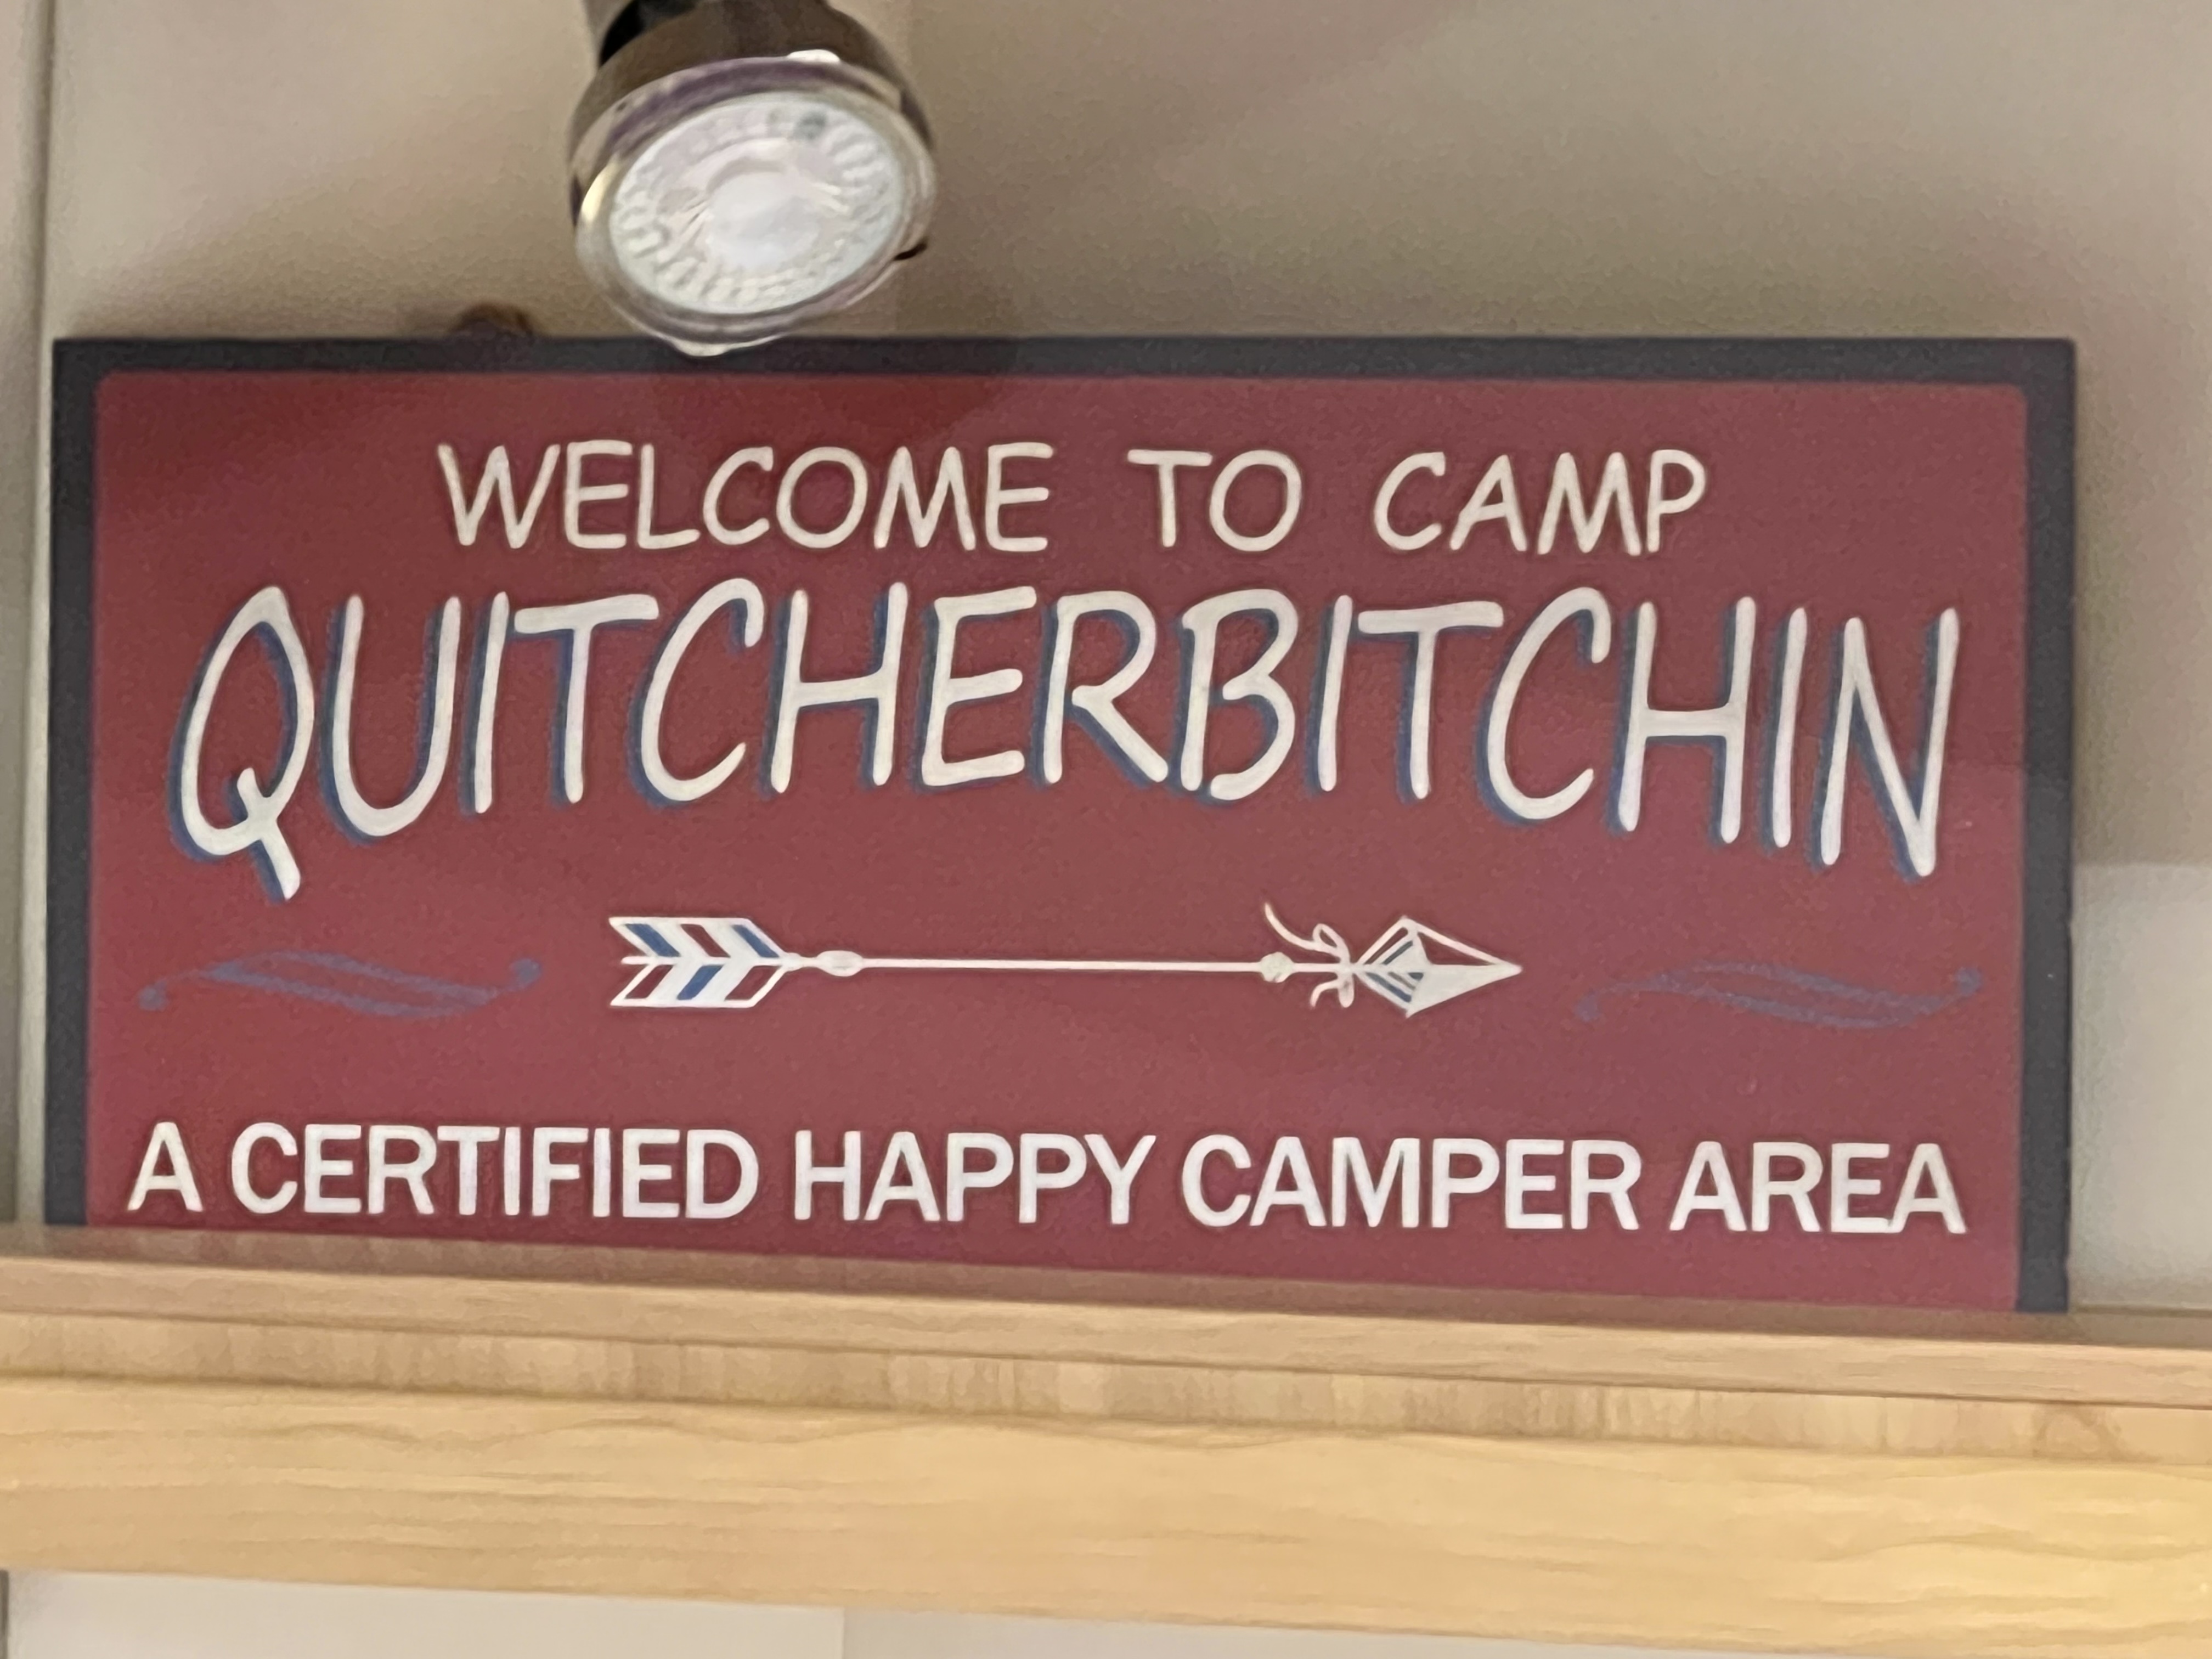 WELCOME TO CAMP
QUITCHERBITCHIN
A CERTIFIED HAPPY CAMPER AREA